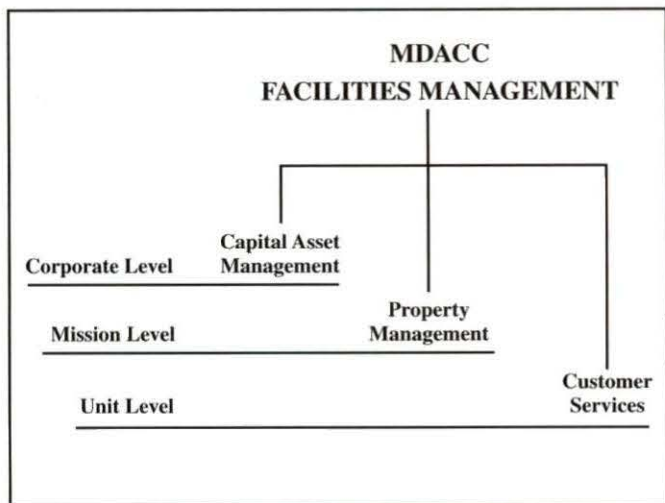 MDACC
FACILITIES MANAGEMENT
Capital Asset
Corporate Level Management
Property
Mission Level Management
Customer
Unit Level Services